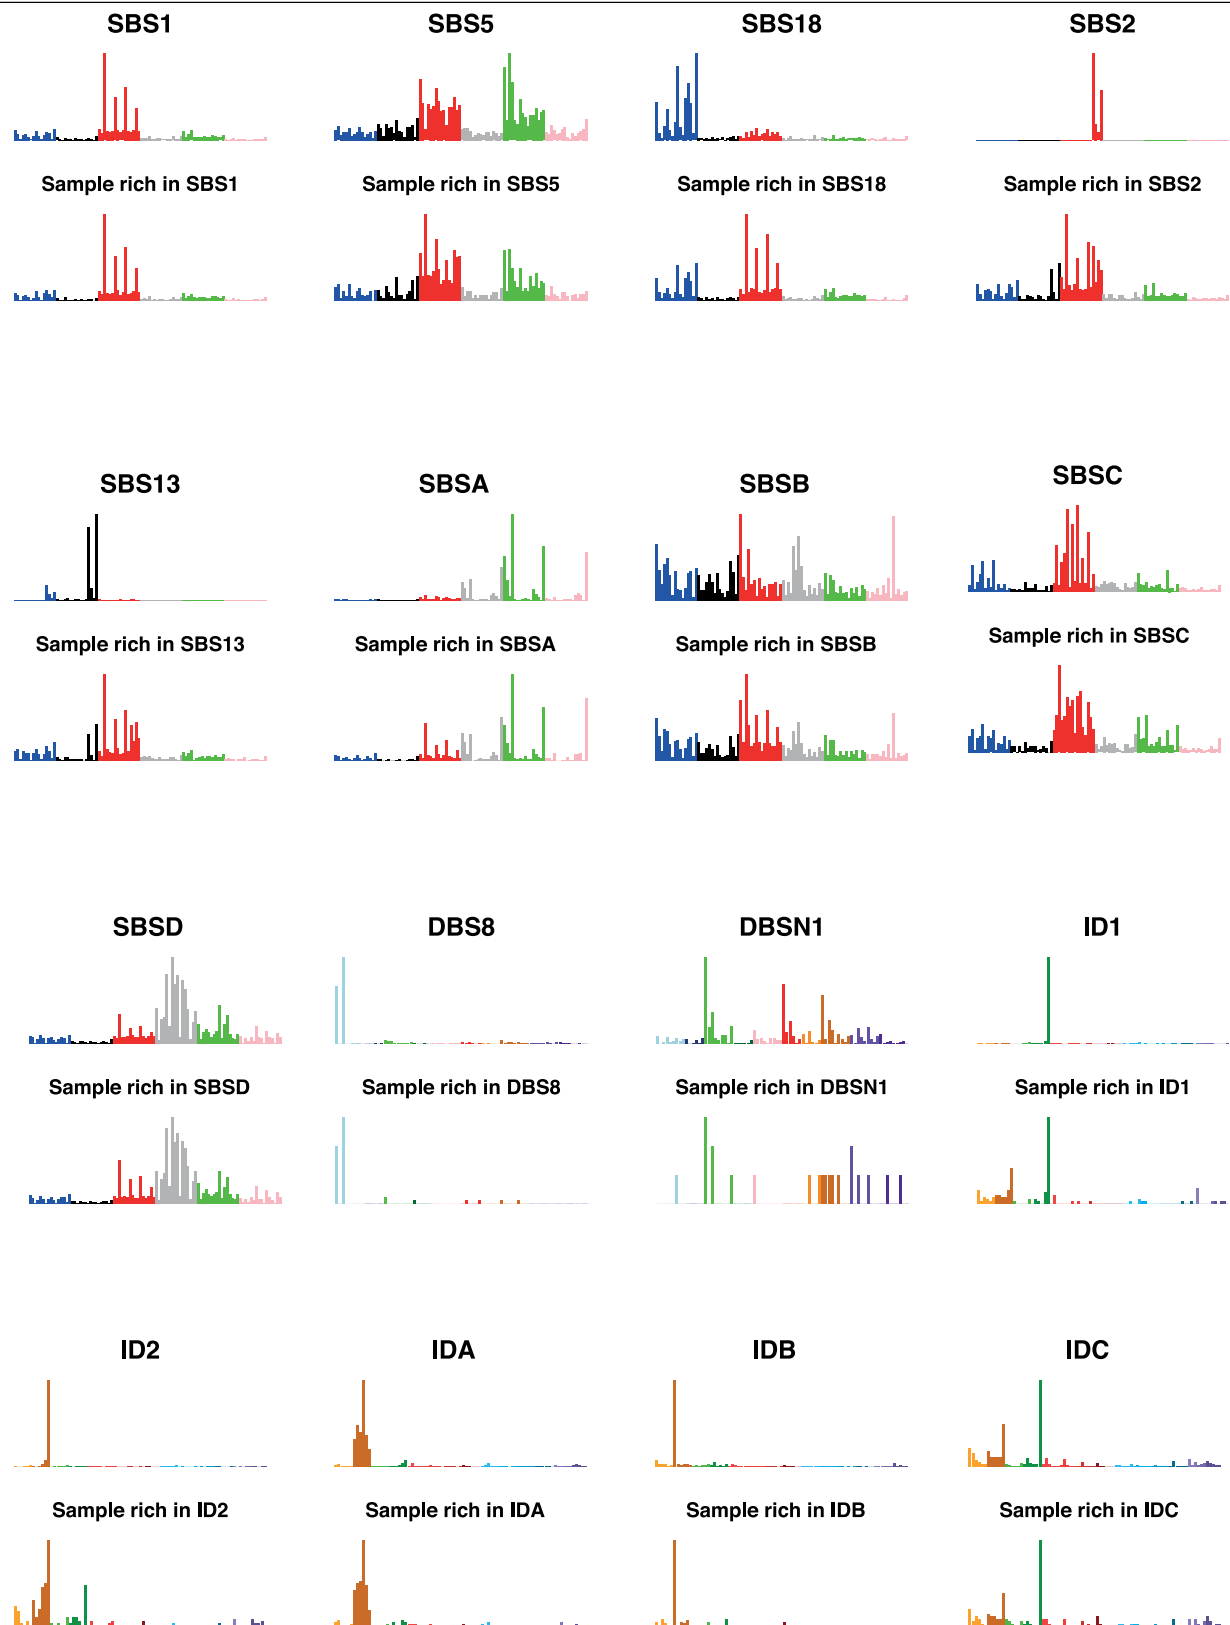 SBS1 SBS5 SBS18 SBS2
Sample rich in SBS1 Sample rich in SBS5 Sample rich in SBS18 Sample rich in SBS2
SBS13 SBSA SBSB SBSC
Sample rich in SBS13 Sample rich in SBSA Sample rich in SBSB Sample rich in SBSC
SBSD DBS8 DBSN1 ID1
Sample rich in SBSD Sample rich in DBS8 Sample rich in DBSN1 Sample rich in ID1
ID2 IDA IDB IDC
Sample rich in ID2 Sample rich in IDA Sample rich in IDB Sample rich in IDC